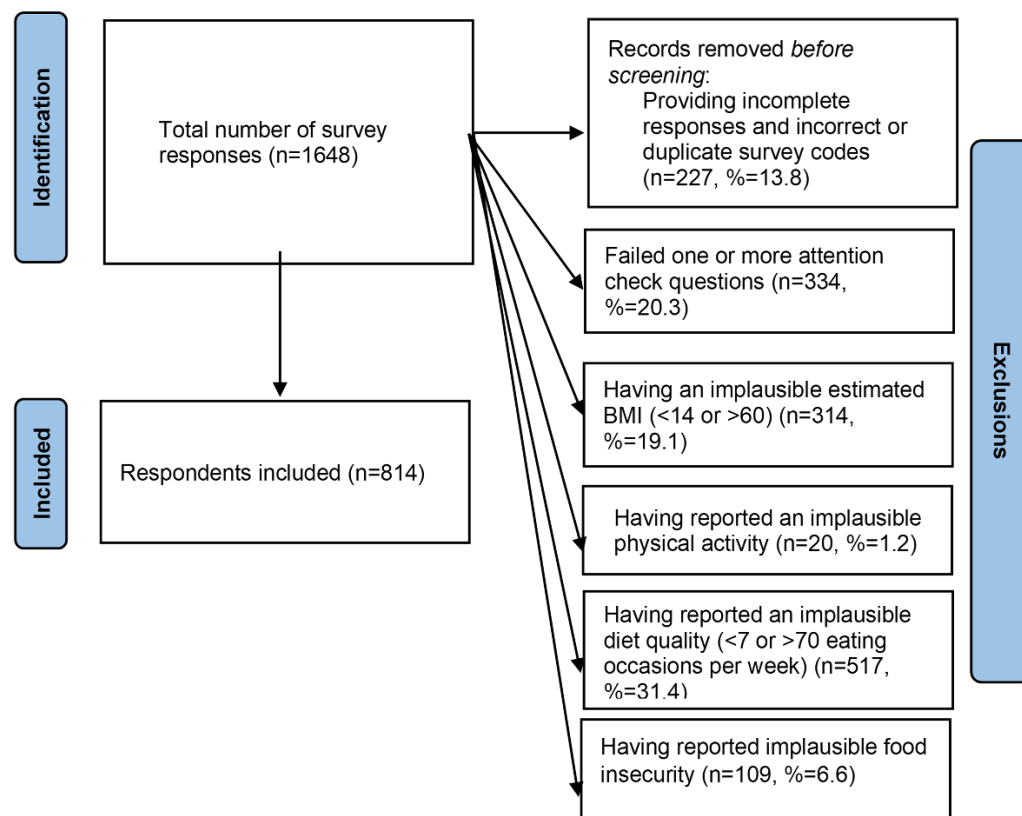 Identification
Total number of survey
responses (n=1648)
Records removed before
screening:
Providing incomplete
responses and incorrect or
duplicate survey codes
(n=227, %=13.8)
Failed one or more attention
check questions (n=334,
%=20.3)
Exclusions
Having an implausible estimated
BMI (<14 or >60) (n=314,
%=19.1)
Included
Respondents included (n=814)
Having reported an implausible
physical activity (n=20, %=1.2)
Having reported an implausible
diet quality (<7 or >70 eating
occasions per week) (n=517,
%=31.4)
Having reported implausible food
insecurity (n=109, %=6.6)